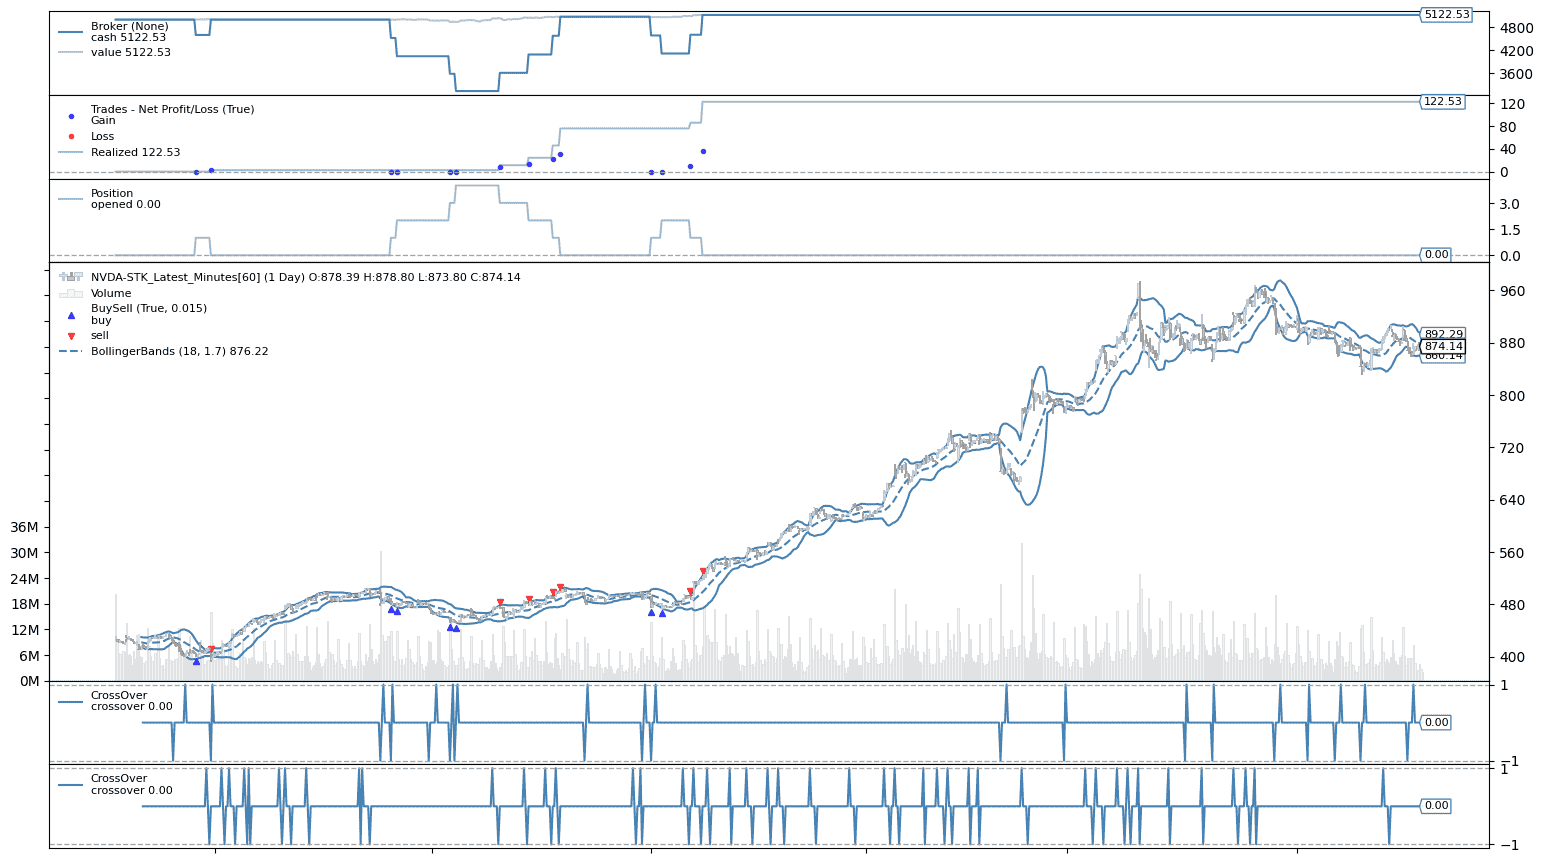 Broker (None)
cash 5122.53
value 5122.53
5122.53
4800
4200
3600
Trades - Net Profit/Loss (True)
Gain
Loss
Realized 122.53
122.53
120
80
40
0
Position
opened 0.00
3.0
1.5
0.0
0.00
NVDA-STK_Latest_Minutes[60] (1 Day) O:878.39 H:878.80 L:873.80 C:874.14
Volume
BuySell (True, 0.015)
buy
sell
BollingerBands (18, 1.7) 876.22
960
892.29
874.14
860.14
880
800
720
640
560
480
400
36M
30M
24M
18M
12M
6M
0M
CrossOver
crossover 0.00
1
0.00
−1
CrossOver
crossover 0.00
1
0.00
−1